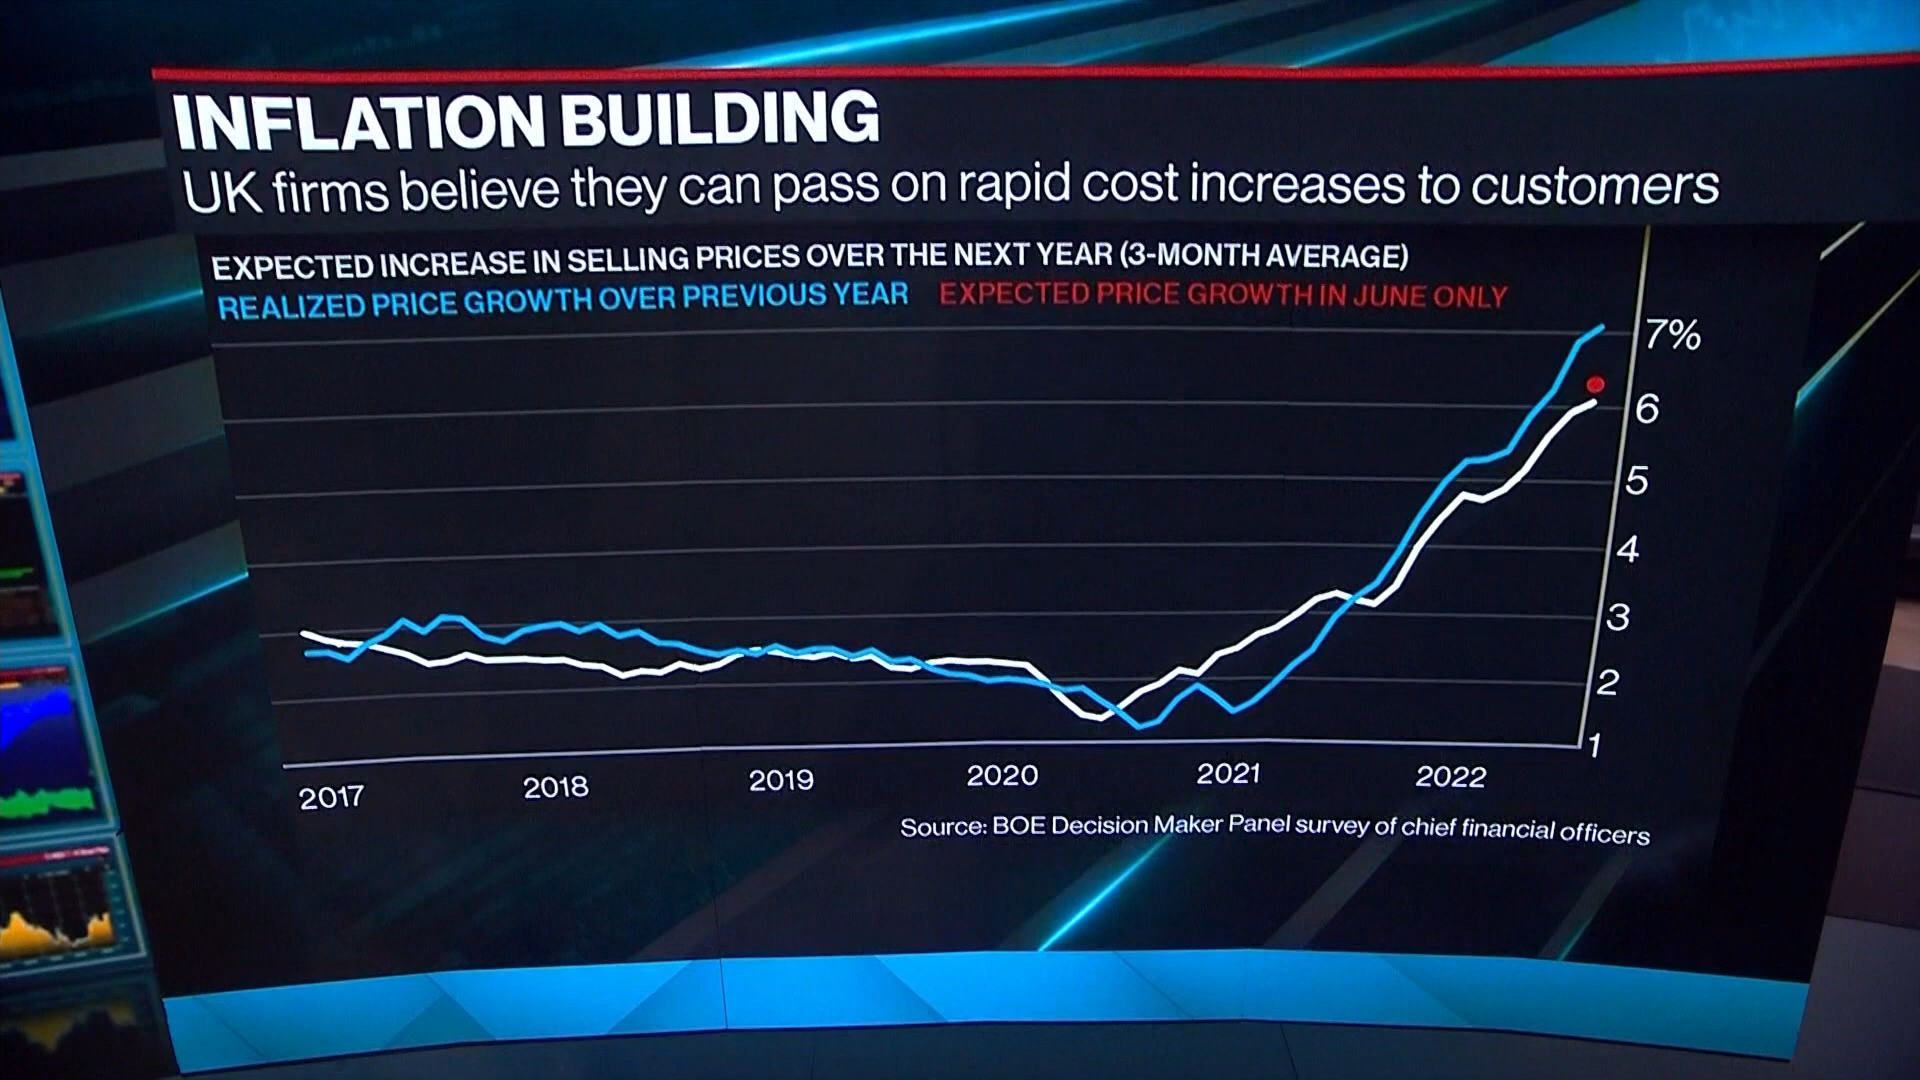 INFLATION BUILDING
UK firms believe they can pass on rapid cost increases to customers
EXPECTED INCREASE IN SELLING PRICES OVER THE NEXT YEAR (3-MONTH AVERAGE)
REALIZED PRICE GROWTH OVER PREVIOUS YEAR EXPECTED PRICE GROWTH IN JUNE ONLY
7%
6
5
4
3
2
1
2017 2018 2019 2020 2021 2022
Source: BOE Decision Maker Panel survey of chief financial officers